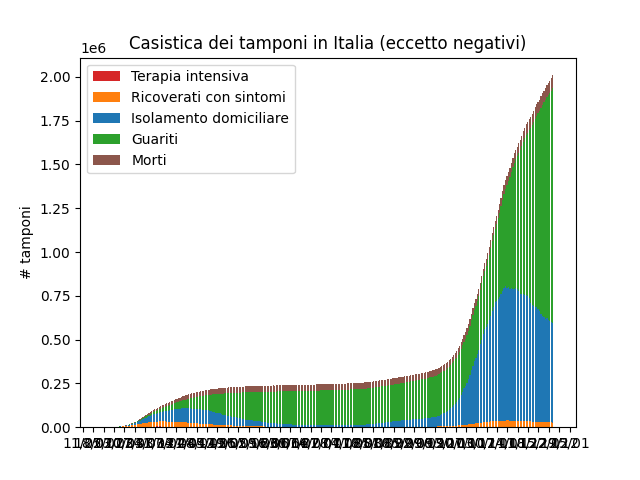 Casistica dei tamponi in Italia (eccetto negativi)
1e6
2.00
1.75
1.50
1.25
1.00
0.75
0.50
0.25
0.00
# tamponi
Terapia intensiva
Ricoverati con sintomi
Isolamento domiciliare
Guariti
Morti